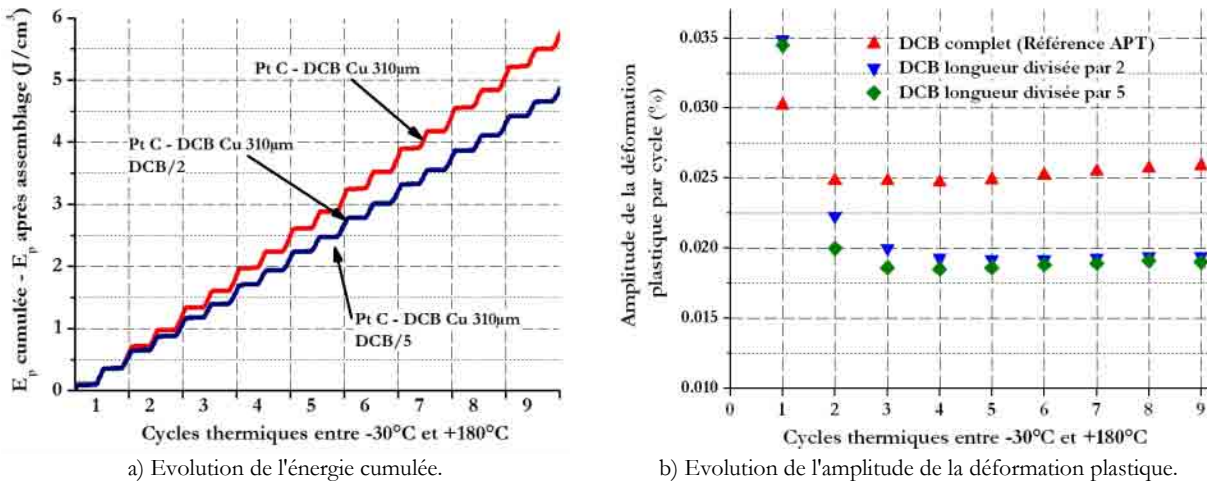 6
5
4
3
2
1
0
E_p cumulée - E_p après assemblage (J/cm³)
Pt C - DCB Cu 310µm
Pt C - DCB Cu 310µm
DCB/2
Pt C - DCB Cu 310µm
DCB/5
1 2 3 4 5 6 7 8 9
Cycles thermiques entre -30°C et +180°C
a) Evolution de l'énergie cumulée.
0.035
0.030
0.025
0.020
0.015
0.010
Amplitude de la déformation
plastique par cycle (%)
DCB complet (Référence APT)
DCB longueur divisée par 2
DCB longueur divisée par 5
0 1 2 3 4 5 6 7 8 9
Cycles thermiques entre -30°C et +180°C
b) Evolution de l'amplitude de la déformation plastique.